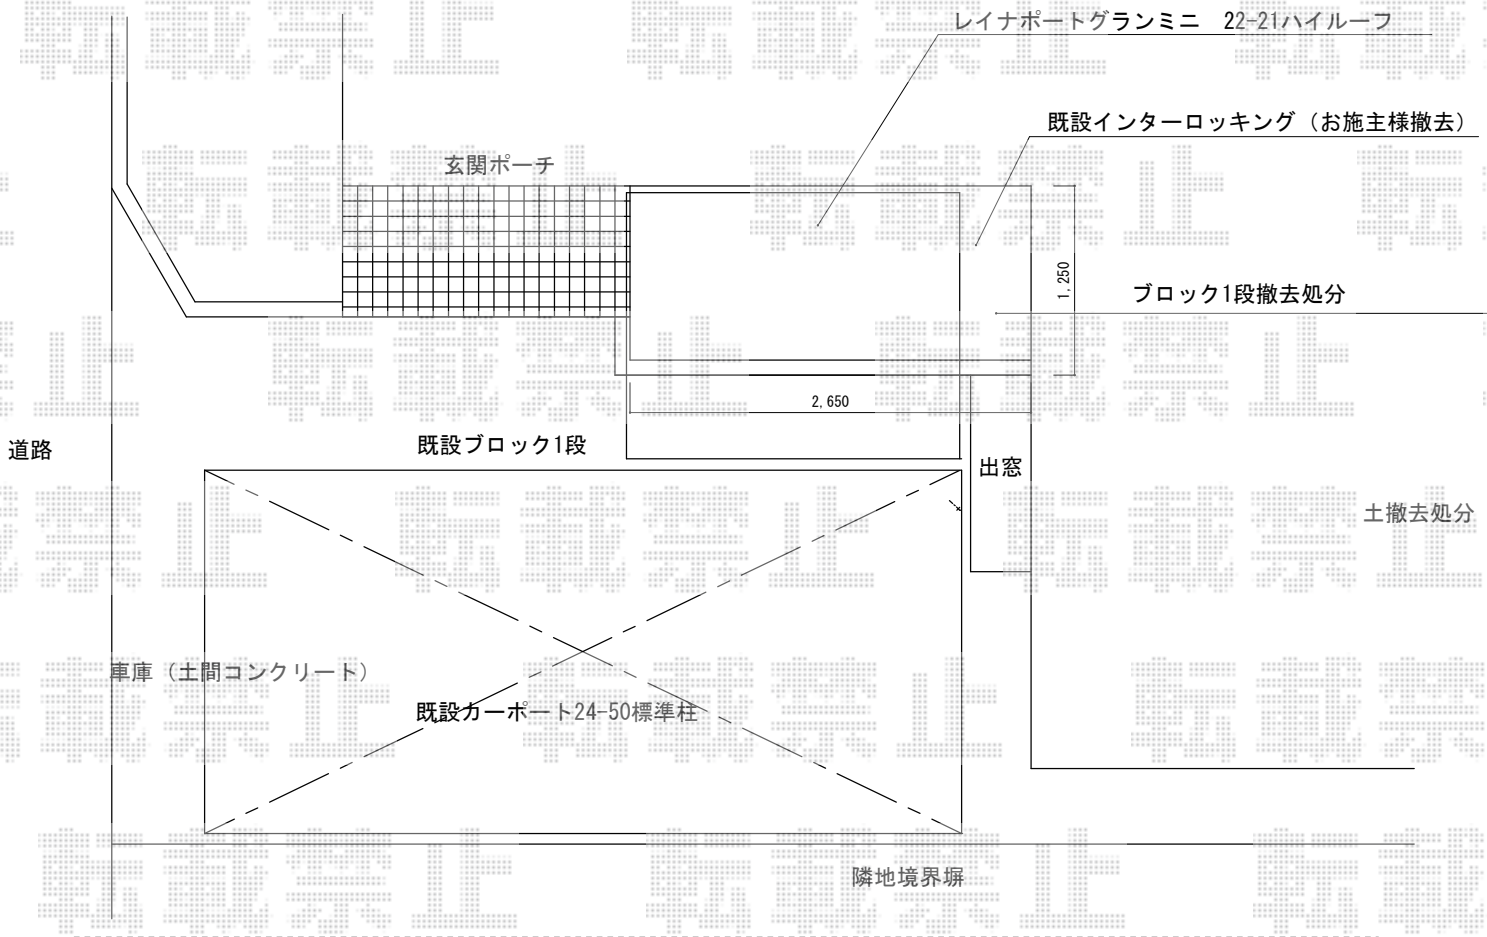 レイナポートグランミニ　22-21ハイルーフ
既設インターロッキング（お施主様撤去）
玄関ポーチ
1,250
ブロック1段撤去処分
2,650
道路
既設ブロック1段
出窓
土撤去処分
車庫（土間コンクリート）
既設カーポート24-50標準柱
隣地境界塀
転載禁止